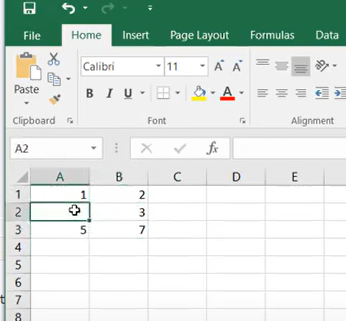 File Home Insert Page Layout Formulas Data
Calibri 11 A A
Paste B I U A
Clipboard Font Alignment
A2 fx
A B C D E
1 1 2
2 3
3 5 7
4
5
6
7
8